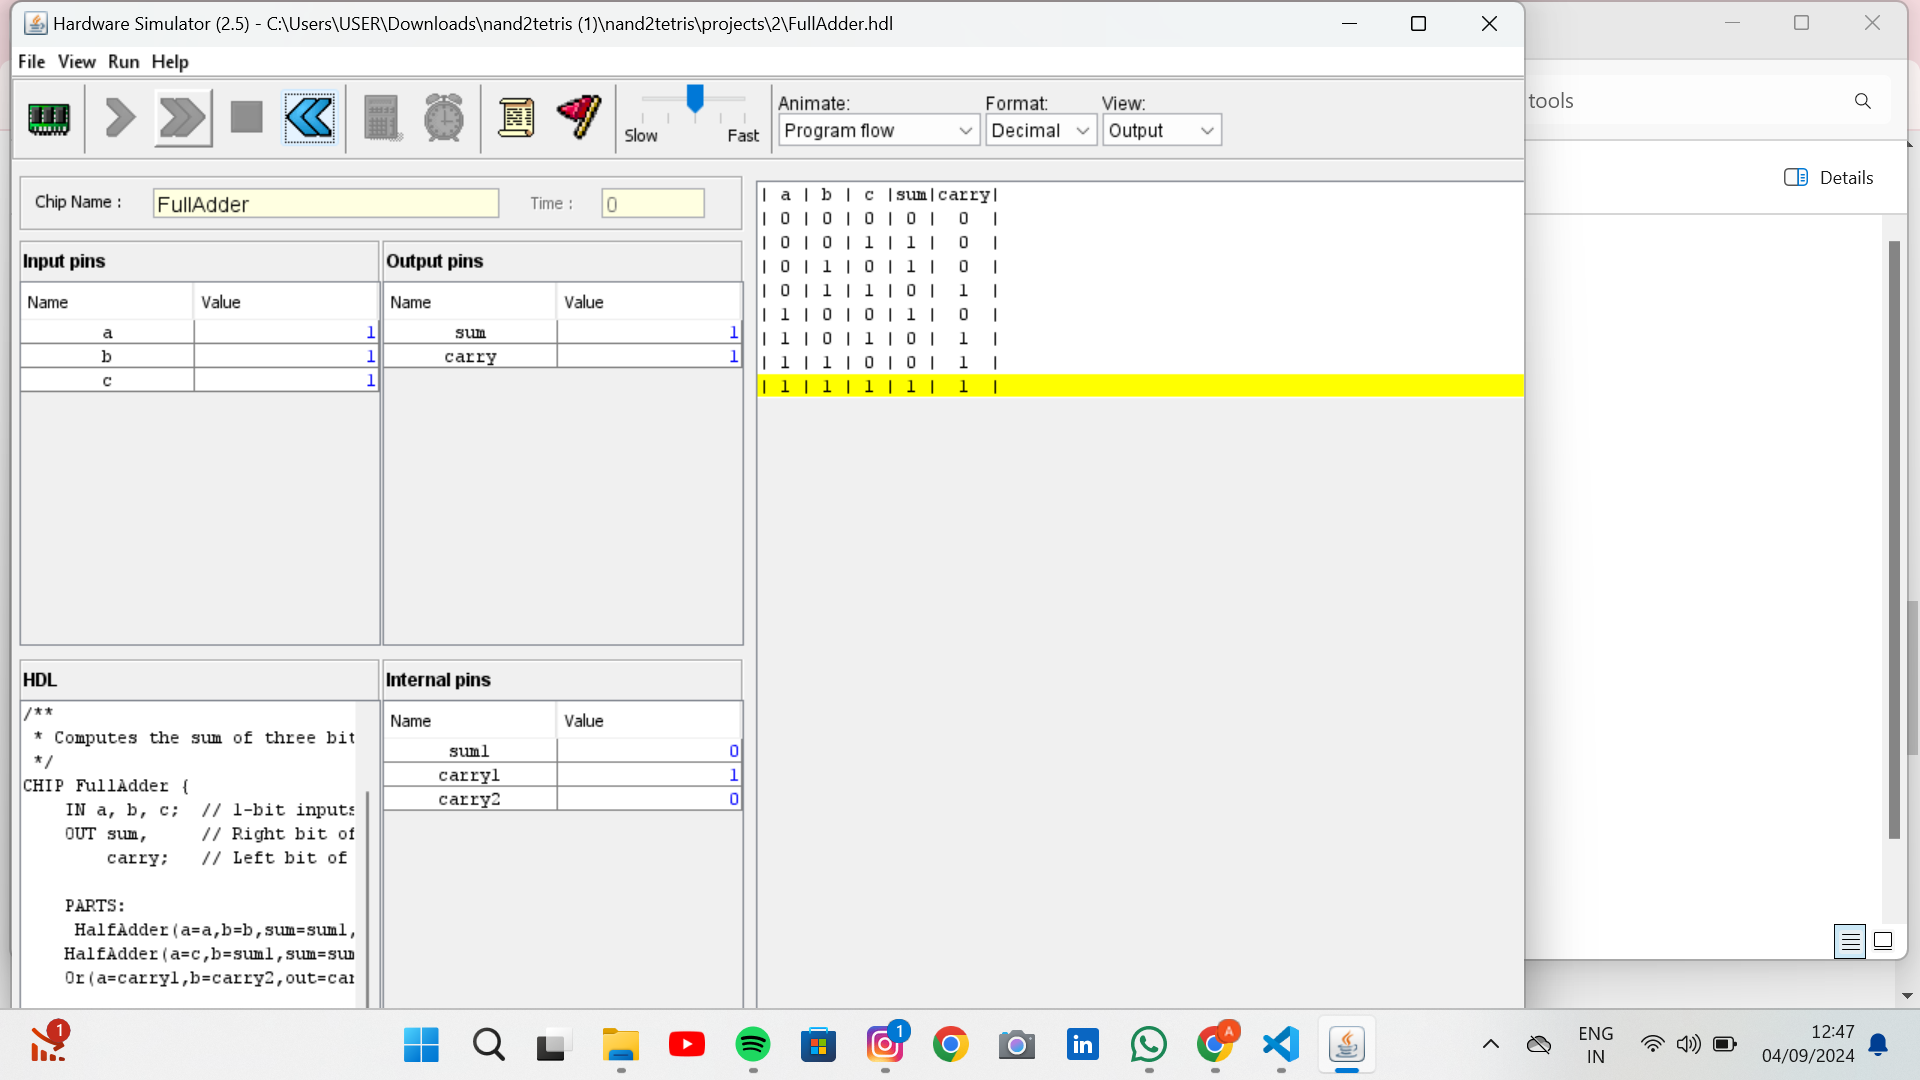 Hardware Simulator (2.5) - C:\Users\USER\Downloads\nand2tetris (1)\nand2tetris\projects\2\FullAdder.hdl
File View Run Help
Slow Fast
Animate: Format: View:
Program flow Decimal Output
tools
Details
Chip Name : FullAdder Time : 0
Input pins
Name Value
a 1
b 1
c 1
Output pins
Name Value
sum 1
carry 1
| a | b | c |sum|carry|
| 0 | 0 | 0 | 0 | 0 |
| 0 | 0 | 1 | 1 | 0 |
| 0 | 1 | 0 | 1 | 0 |
| 0 | 1 | 1 | 0 | 1 |
| 1 | 0 | 0 | 1 | 0 |
| 1 | 0 | 1 | 0 | 1 |
| 1 | 1 | 0 | 0 | 1 |
| 1 | 1 | 1 | 1 | 1 |
HDL
/**
* Computes the sum of three bit
*/
CHIP FullAdder {
IN a, b, c; // 1-bit inputs
OUT sum, // Right bit of
carry; // Left bit of
PARTS:
HalfAdder(a=a,b=b,sum=sum1,
HalfAdder(a=c,b=sum1,sum=sum
Or(a=carry1,b=carry2,out=car
Internal pins
Name Value
sum1 0
carry1 1
carry2 0
1
1
A
in
ENG
IN
12:47
04/09/2024